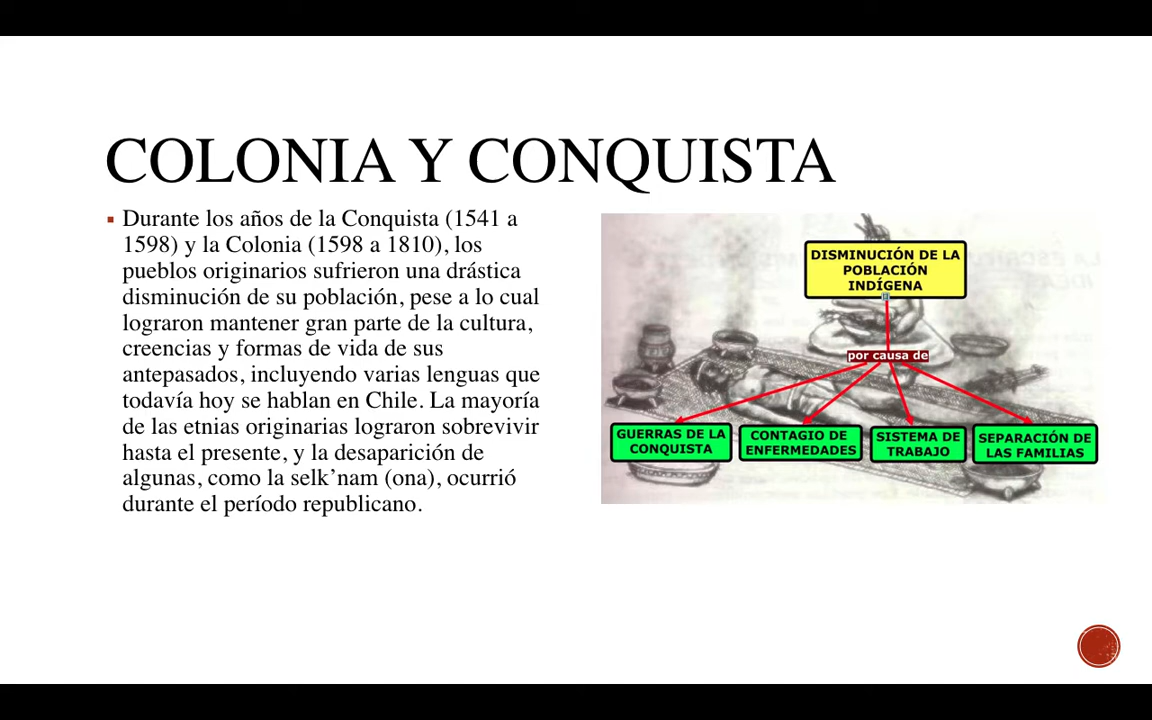 COLONIA Y CONQUISTA
Durante los años de la Conquista (1541 a
1598) y la Colonia (1598 a 1810), los
pueblos originarios sufrieron una drástica
disminución de su población, pese a lo cual
lograron mantener gran parte de la cultura,
creencias y formas de vida de sus
antepasados, incluyendo varias lenguas que
todavía hoy se hablan en Chile. La mayoría
de las etnias originarias lograron sobrevivir
hasta el presente, y la desaparición de
algunas, como la selk’nam (ona), ocurrió
durante el período republicano.
DISMINUCIÓN DE LA
POBLACIÓN
INDÍGENA
por causa de
GUERRAS DE LA
CONQUISTA
CONTAGIO DE
ENFERMEDADES
SISTEMA DE
TRABAJO
SEPARACIÓN DE
LAS FAMILIAS